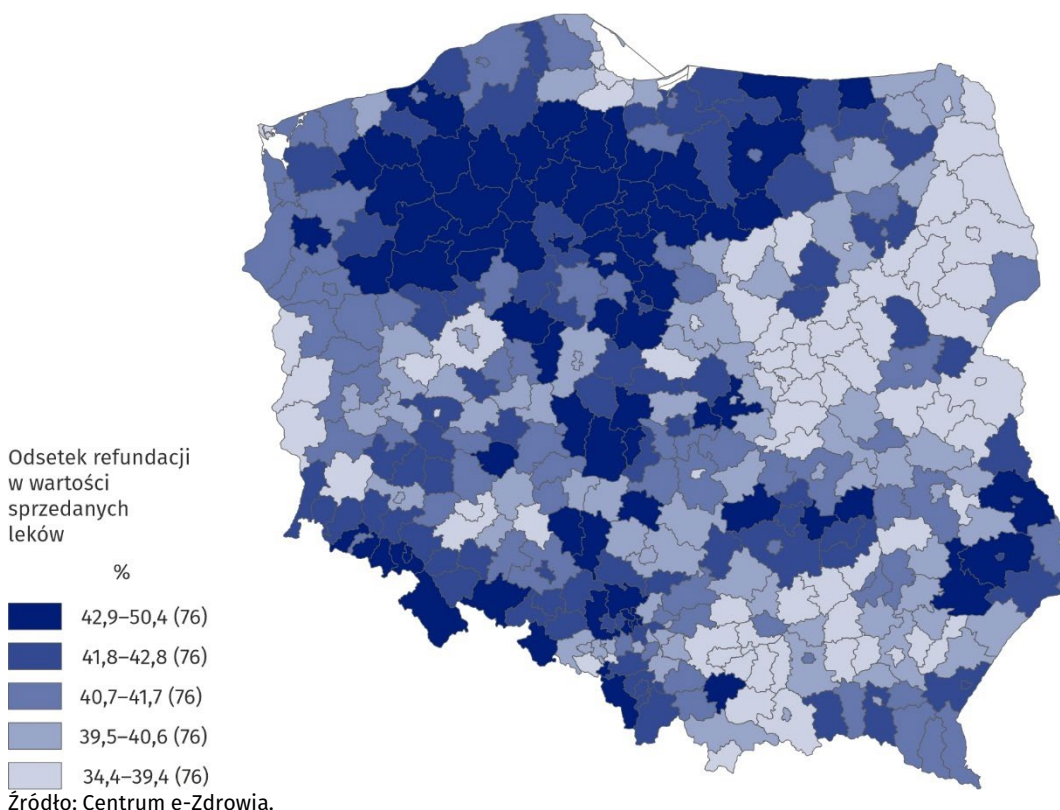 Odsetek refundacji
w wartości
sprzedanych
leków
%
42,9–50,4 (76)
41,8–42,8 (76)
40,7–41,7 (76)
39,5–40,6 (76)
34,4–39,4 (76)
Źródło: Centrum e-Zdrowia.